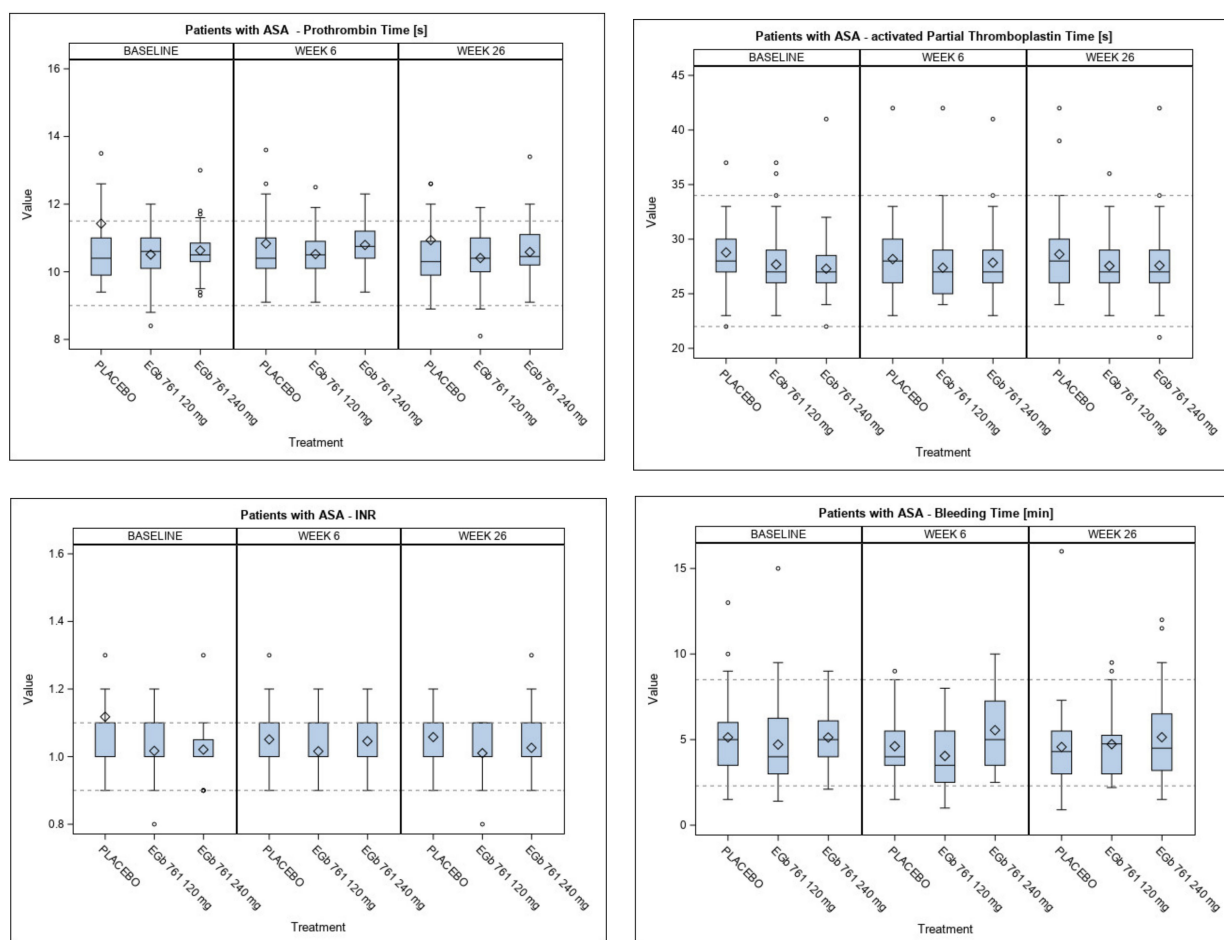 Patients with ASA - Prothrombin Time [s]
BASELINE WEEK 6 WEEK 26
16
14
12
10
8
Value
PLACEBO EGb 761 120 mg EGb 761 240 mg PLACEBO EGb 761 120 mg EGb 761 240 mg PLACEBO EGb 761 120 mg EGb 761 240 mg
Treatment
Patients with ASA - activated Partial Thromboplastin Time [s]
BASELINE WEEK 6 WEEK 26
45
40
35
30
25
20
Value
PLACEBO EGb 761 120 mg EGb 761 240 mg PLACEBO EGb 761 120 mg EGb 761 240 mg PLACEBO EGb 761 120 mg EGb 761 240 mg
Treatment
Patients with ASA - INR
BASELINE WEEK 6 WEEK 26
1.6
1.4
1.2
1.0
0.8
Value
PLACEBO EGb 761 120 mg EGb 761 240 mg PLACEBO EGb 761 120 mg EGb 761 240 mg PLACEBO EGb 761 120 mg EGb 761 240 mg
Treatment
Patients with ASA - Bleeding Time [min]
BASELINE WEEK 6 WEEK 26
15
10
5
0
Value
PLACEBO EGb 761 120 mg EGb 761 240 mg PLACEBO EGb 761 120 mg EGb 761 240 mg PLACEBO EGb 761 120 mg EGb 761 240 mg
Treatment